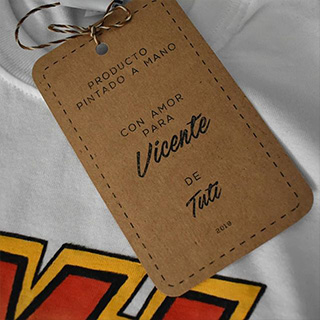 PRODUCTO
PINTADO A MANO
CON AMOR
PARA
Vicente
DE
Tuti
2019